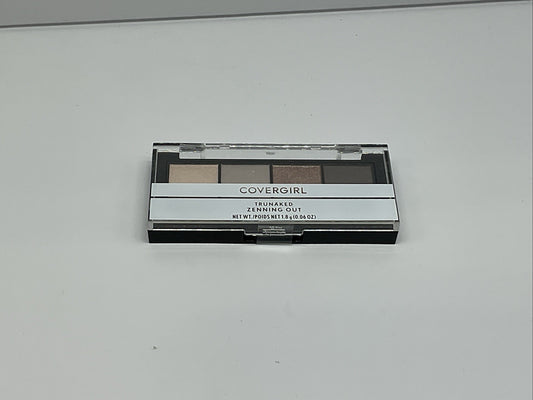 COVERGIRL
TRUNAKED
ZENNING OUT
NET WT./POIDS NET 1.8 g (0.06 OZ)